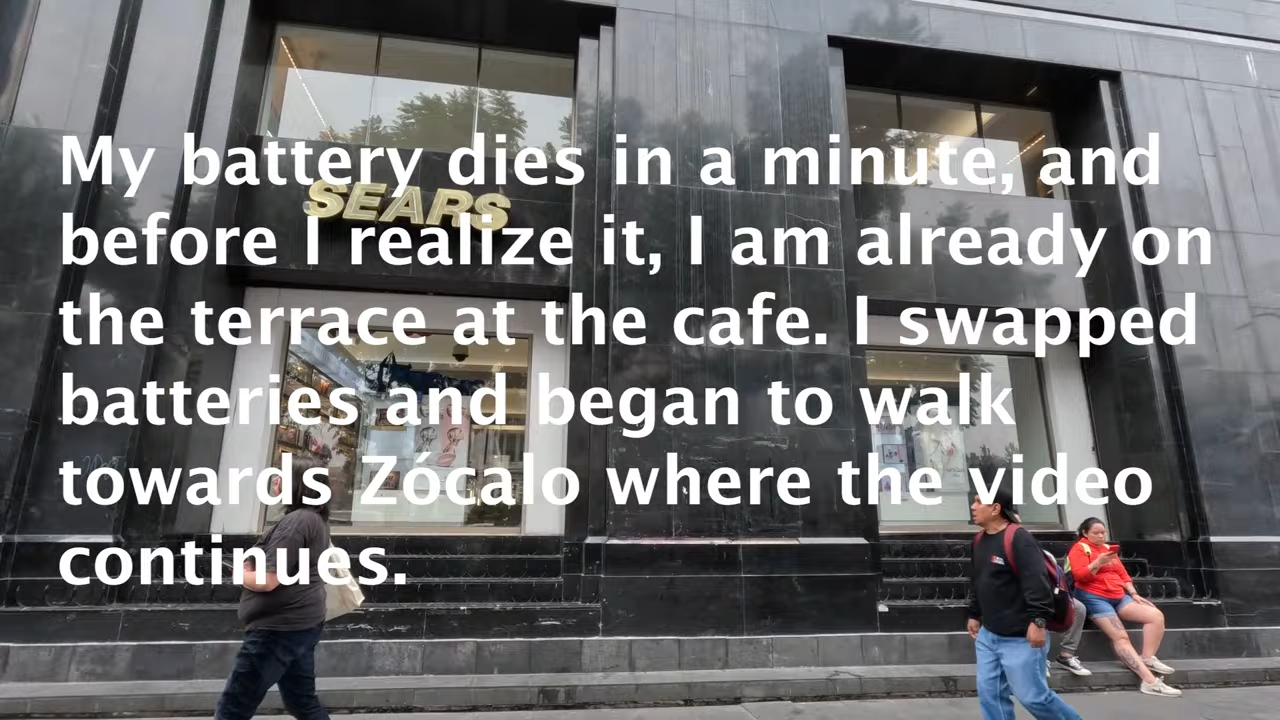 My battery dies in a minute, and
SEARS
before I realize it, I am already on
the terrace at the cafe. I swapped
batteries and began to walk
towards Zócalo where the video
continues.